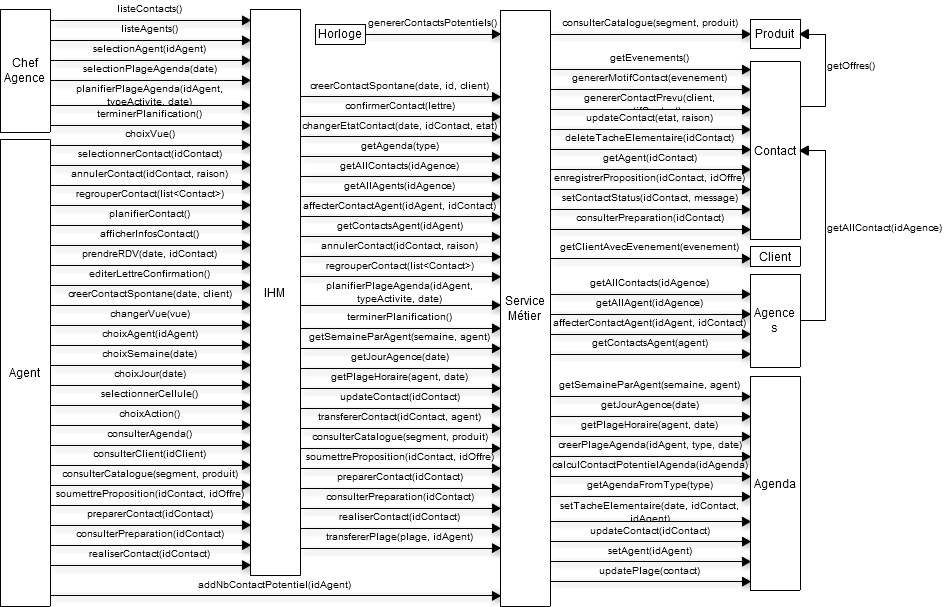 Chef
Agence
listeContacts()
listeAgents()
selectionAgent(idAgent)
selectionPlageAgenda(date)
planifierPlageAgenda(idAgent,
typeActivite, date)
terminerPlanification()
Agent
choixVue()
selectionnerContact(idContact)
annulerContact(idContact, raison)
regrouperContact(list<Contact>)
planifierContact()
afficherInfosContact()
prendreRDV(date, idContact)
editerLettreConfirmation()
creerContactSpontane(date, client)
changerVue(vue)
choixAgent(idAgent)
choixSemaine(date)
choixJour(date)
selectionnerCellule()
choixAction()
consulterAgenda()
consulterClient(idClient)
consulterCatalogue(segment, produit)
soumettreProposition(idContact, idOffre)
preparerContact(idContact)
consulterPreparation(idContact)
realiserContact(idContact)
addNbContactPotentiel(idAgent)
IHM
Horloge
genererContactsPotentiels()
creerContactSpontane(date, id, client)
confirmerContact(lettre)
changerEtatContact(date, idContact, etat)
getAgenda(type)
getAllContacts(idAgence)
getAllAgents(idAgence)
affecterContactAgent(idAgent, idContact)
getContactsAgent(idAgent)
annulerContact(idContact, raison)
regrouperContact(list<Contact>)
planifierPlageAgenda(idAgent,
typeActivite, date)
terminerPlanification()
getSemaineParAgent(semaine, agent)
getJourAgence(date)
getPlageHoraire(agent, date)
updateContact(idContact)
transfererContact(idContact, agent)
consulterCatalogue(segment, produit)
soumettreProposition(idContact, idOffre)
preparerContact(idContact)
consulterPreparation(idContact)
realiserContact(idContact)
transfererPlage(plage, idAgent)
Service
Métier
consulterCatalogue(segment, produit)
Produit
getOffres()
getEvenements()
genererMotifContact(evenement)
genererContactPrevu(client,
updateContact(etat, raison)
deleteTacheElementaire(idContact)
getAgent(idContact)
enregistrerProposition(idContact, idOffre)
setContactStatus(idContact, message)
consulterPreparation(idContact)
Contact
getAllContact(idAgence)
getClientAvecEvenement(evenement)
Client
getAllContacts(idAgence)
getAllAgent(idAgence)
affecterContactAgent(idAgent, idContact)
getContactsAgent(agent)
Agence
s
getSemaineParAgent(semaine, agent)
getJourAgence(date)
getPlageHoraire(agent, date)
creerPlageAgenda(idAgent, type, date)
calculContactPotentielAgenda(idAgenda)
getAgendaFromType(type)
setTacheElementaire(date, idContact,
idAgent)
updateContact(idContact)
setAgent(idAgent)
updatePlage(contact)
Agenda